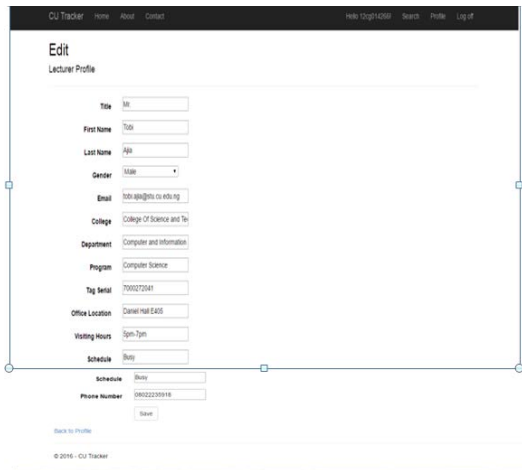 CU Tracker Home About Contact Hello 12cg014269! Search Profile Log off
Edit
Lecturer Profile
Title Mr.
First Name Tobi
Last Name Ajila
Gender Male
Email tobi.ajila@stu.cu.edu.ng
College College Of Science and Te
Department Computer and Information
Program Computer Science
Tag Serial 7000272041
Office Location Daniel Hall E405
Visiting Hours 5pm-7pm
Schedule Busy
Schedule Busy
Phone Number 08022235918
Save
Back to Profile
© 2016 - CU Tracker